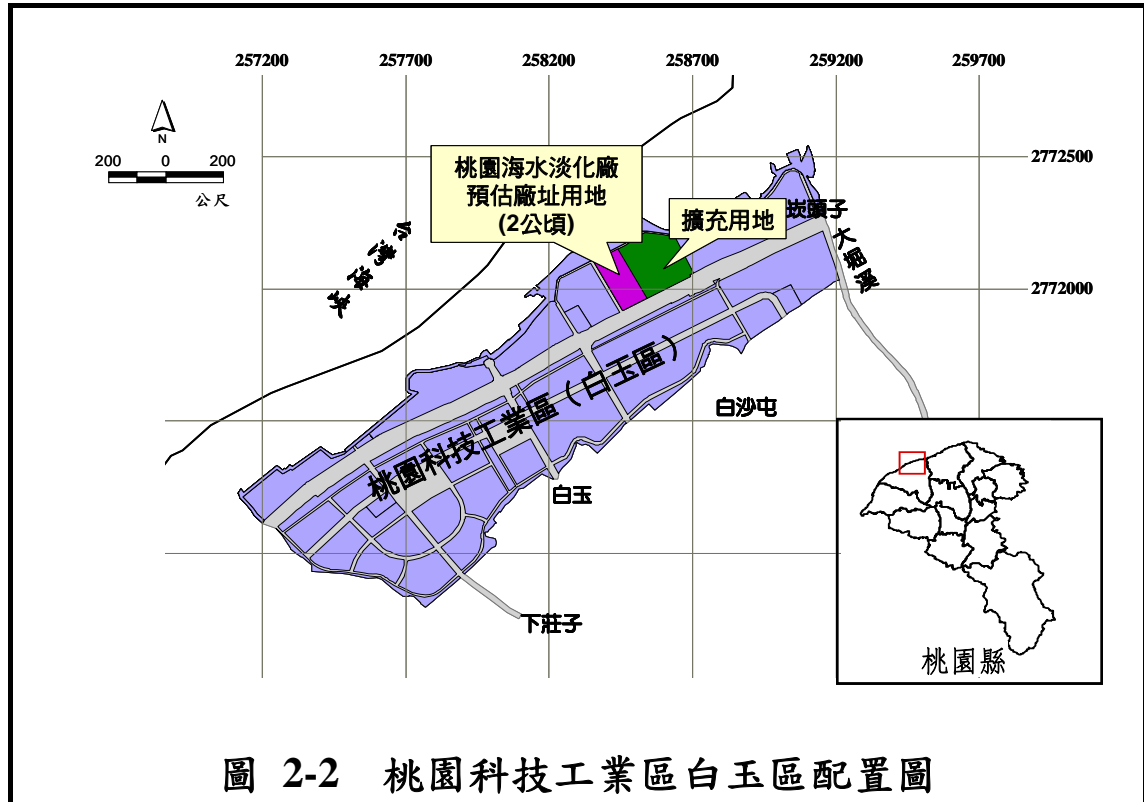 257200 257700 258200 258700 259200 259700
N
200 0 200
公尺
桃園海水淡化廠
預估廠址用地
(2公頃)
擴充用地
2772500
崁頭子
大堀溪
台灣海峽
2772000
桃園科技工業區（白玉區）
白沙屯
白玉
下莊子
桃園縣
圖 2-2 桃園科技工業區白玉區配置圖